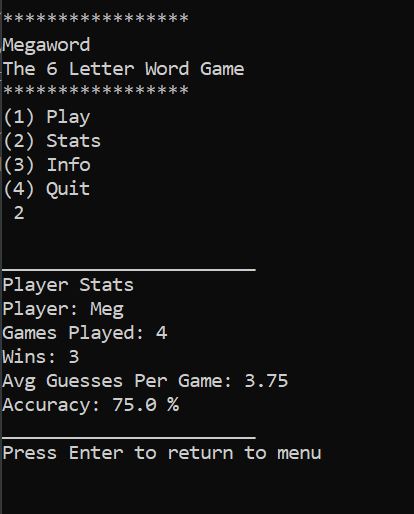 *****************
Megaword
The 6 Letter Word Game
*****************
(1) Play
(2) Stats
(3) Info
(4) Quit
 2
_______________________
Player Stats
Player: Meg
Games Played: 4
Wins: 3
Avg Guesses Per Game: 3.75
Accuracy: 75.0 %
_______________________
Press Enter to return to menu